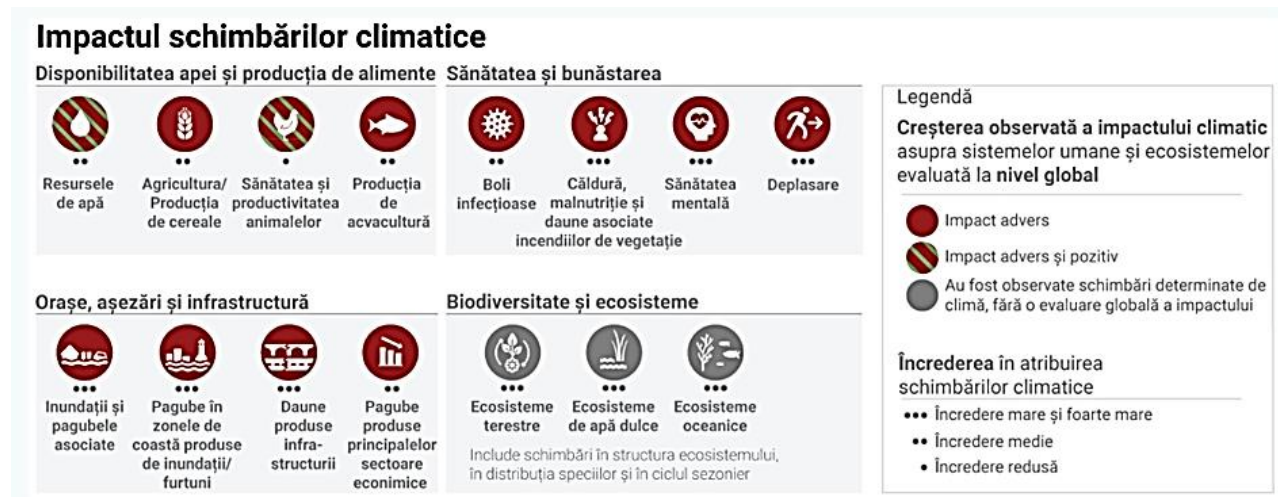 Impactul schimbărilor climatice
Disponibilitatea apei și producția de alimente
••
Resursele
de apă
••
Agricultura/
Producția
de cereale
•
Sănătatea și
productivitatea
animalelor
••
Producția
de
acvacultură
Sănătatea și bunăstarea
••
Boli
infecțioase
•••
Căldură,
malnutriție și
daune asociate
incendiilor de vegetație
•••
Sănătatea
mentală
•••
Deplasare
Orașe, așezări și infrastructură
•••
Inundații și
pagubele
asociate
•••
Pagube în
zonele de
coastă produse
de inundații/
furtuni
•••
Daune
produse
infra-
structurii
••
Pagube
produse
principalelor
sectoare
econimice
Biodiversitate și ecosisteme
•••
Ecosisteme
terestre
•••
Ecosisteme
de apă dulce
•••
Ecosisteme
oceanice
Include schimbări în structura ecosistemului,
în distribuția speciilor și în ciclul sezonier
Legendă
Creșterea observată a impactului climatic
asupra sistemelor umane și ecosistemelor
evaluată la nivel global
Impact advers
Impact advers și pozitiv
Au fost observate schimbări determinate de
climă, fără o evaluare globală a impactului
Încrederea în atribuirea
schimbărilor climatice
••• Încredere mare și foarte mare
•• Încredere medie
• Încredere redusă